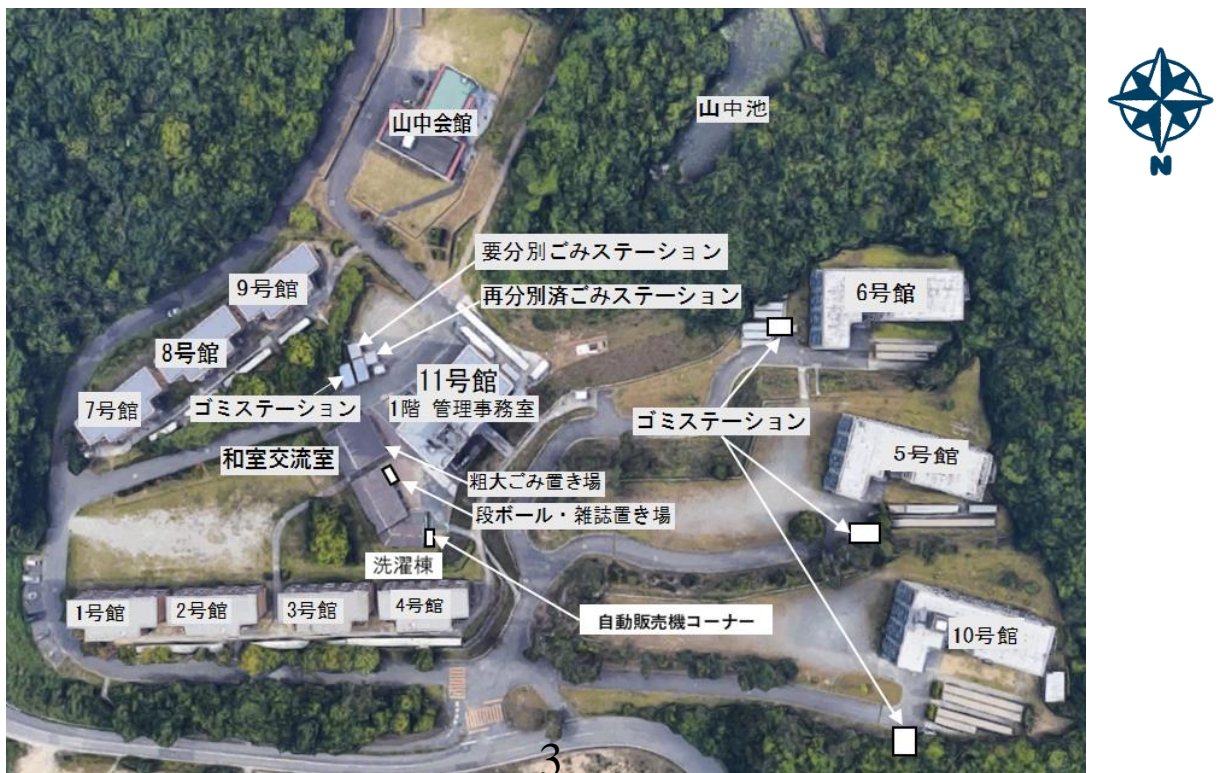 山中会館
山中池
N
要分別ごみステーション
再分別済ごみステーション
6号館
9号館
8号館
7号館
11号館
1階 管理事務室
ゴミステーション
ゴミステーション
5号館
和室交流室
粗大ごみ置き場
段ボール・雑誌置き場
洗濯棟
1号館
2号館
3号館
4号館
自動販売機コーナー
10号館
3